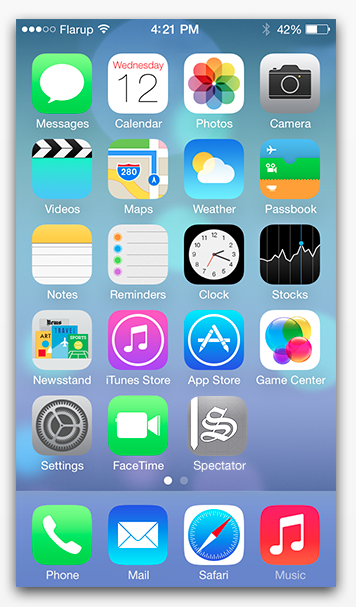 Flarup 4:21 PM 42%
Wednesday
12
Messages Calendar Photos Camera
280
Videos Maps Weather Passbook
Notes Reminders Clock Stocks
News
ART TRAVEL SPORTS
Newsstand iTunes Store App Store Game Center
S
Settings FaceTime Spectator
Phone Mail Safari Music